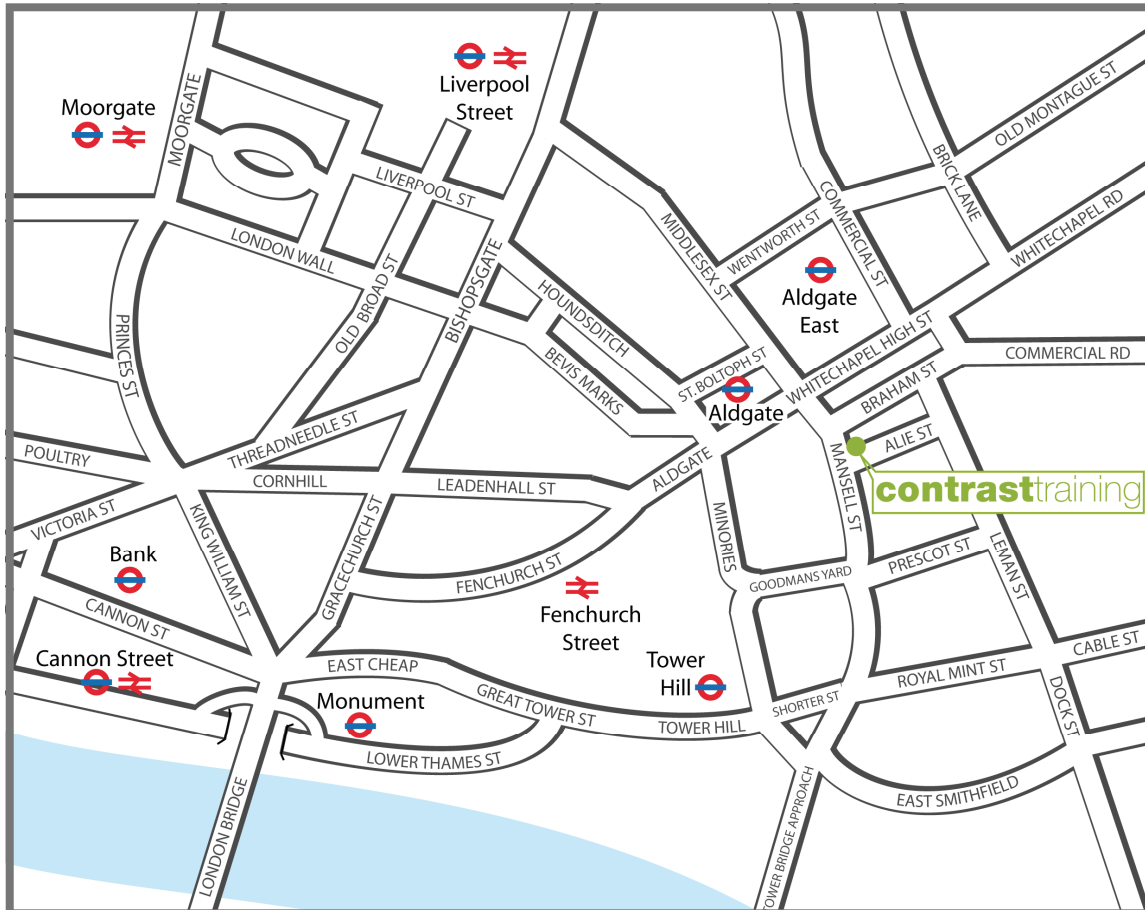 Moorgate
MOORGATE
Liverpool
Street
LIVERPOOL ST
LONDON WALL
OLD BROAD ST
BISHOPSGATE
HOUNDSDITCH
BEVIS MARKS
MIDDLESEX ST
WENTWORTH ST
COMMERCIAL ST
BRICK LANE
OLD MONTAGUE ST
WHITECHAPEL RD
Aldgate
East
WHITECHAPEL HIGH ST
COMMERCIAL RD
ST. BOLTOPH ST
Aldgate
BRAHAM ST
ALIE ST
MANSELL ST
contrasttraining
PRINCES ST
THREADNEEDLE ST
POULTRY
CORNHILL
LEADENHALL ST
ALDGATE
VICTORIA ST
KING WILLIAM ST
GRACECHURCH ST
FENCHURCH ST
MINORIES
GOODMANS YARD
PRESCOT ST
LEMAN ST
Bank
CANNON ST
Fenchurch
Street
Cannon Street
EAST CHEAP
Monument
GREAT TOWER ST
Tower
Hill
TOWER HILL
SHORTER ST
ROYAL MINT ST
CABLE ST
DOCK ST
LOWER THAMES ST
EAST SMITHFIELD
LONDON BRIDGE
TOWER BRIDGE APPROACH